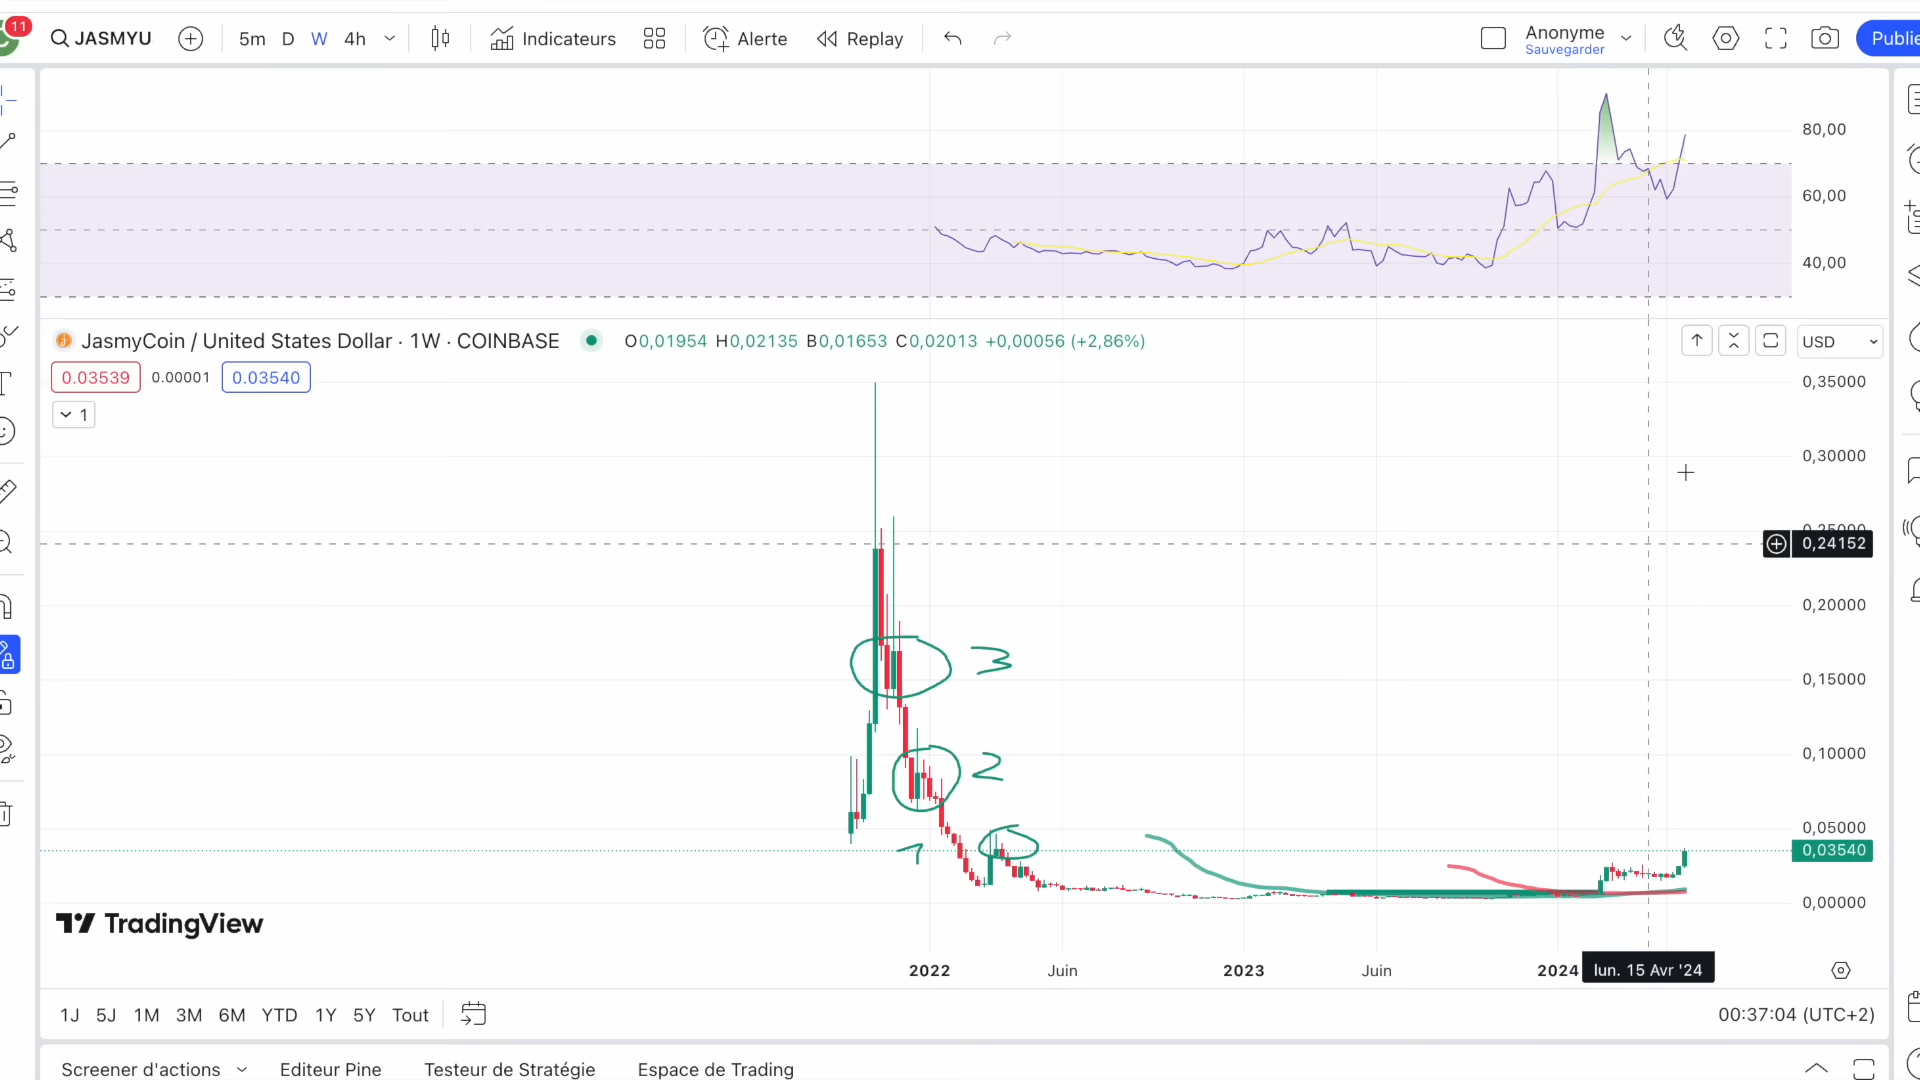 11
JASMYU
5m D W 4h
Indicateurs
Alerte
Replay
Anonyme
Sauvegarder
80,00
60,00
40,00
JasmyCoin / United States Dollar · 1W · COINBASE
O0,01954 H0,02135 B0,01653 C0,02013 +0,00056 (+2,86%)
USD
0.03539 0.00001 0.03540
1
0,35000
0,30000
0,24152
0,20000
3
0,15000
2
0,10000
0,05000
1
0,03540
0,00000
TradingView
2022 Juin 2023 Juin 2024 lun. 15 Avr '24
1J 5J 1M 3M 6M YTD 1Y 5Y Tout
00:37:04 (UTC+2)
Screener d'actions
Editeur Pine
Testeur de Stratégie
Espace de Trading